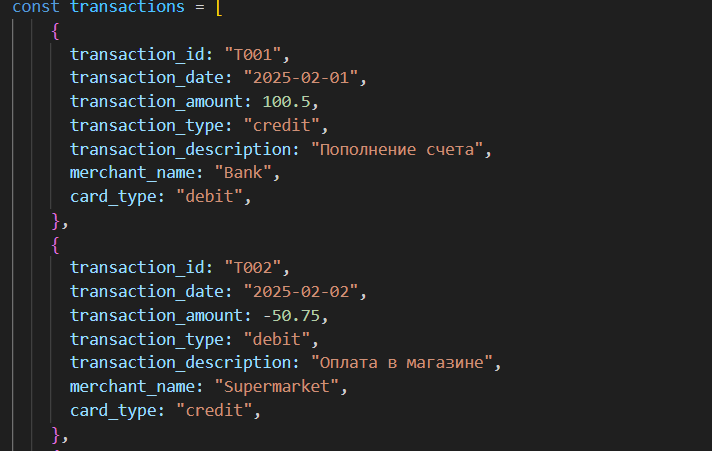 const transactions = [
{
transaction_id: "T001",
transaction_date: "2025-02-01",
transaction_amount: 100.5,
transaction_type: "credit",
transaction_description: "Пополнение счета",
merchant_name: "Bank",
card_type: "debit",
},
{
transaction_id: "T002",
transaction_date: "2025-02-02",
transaction_amount: -50.75,
transaction_type: "debit",
transaction_description: "Оплата в магазине",
merchant_name: "Supermarket",
card_type: "credit",
},